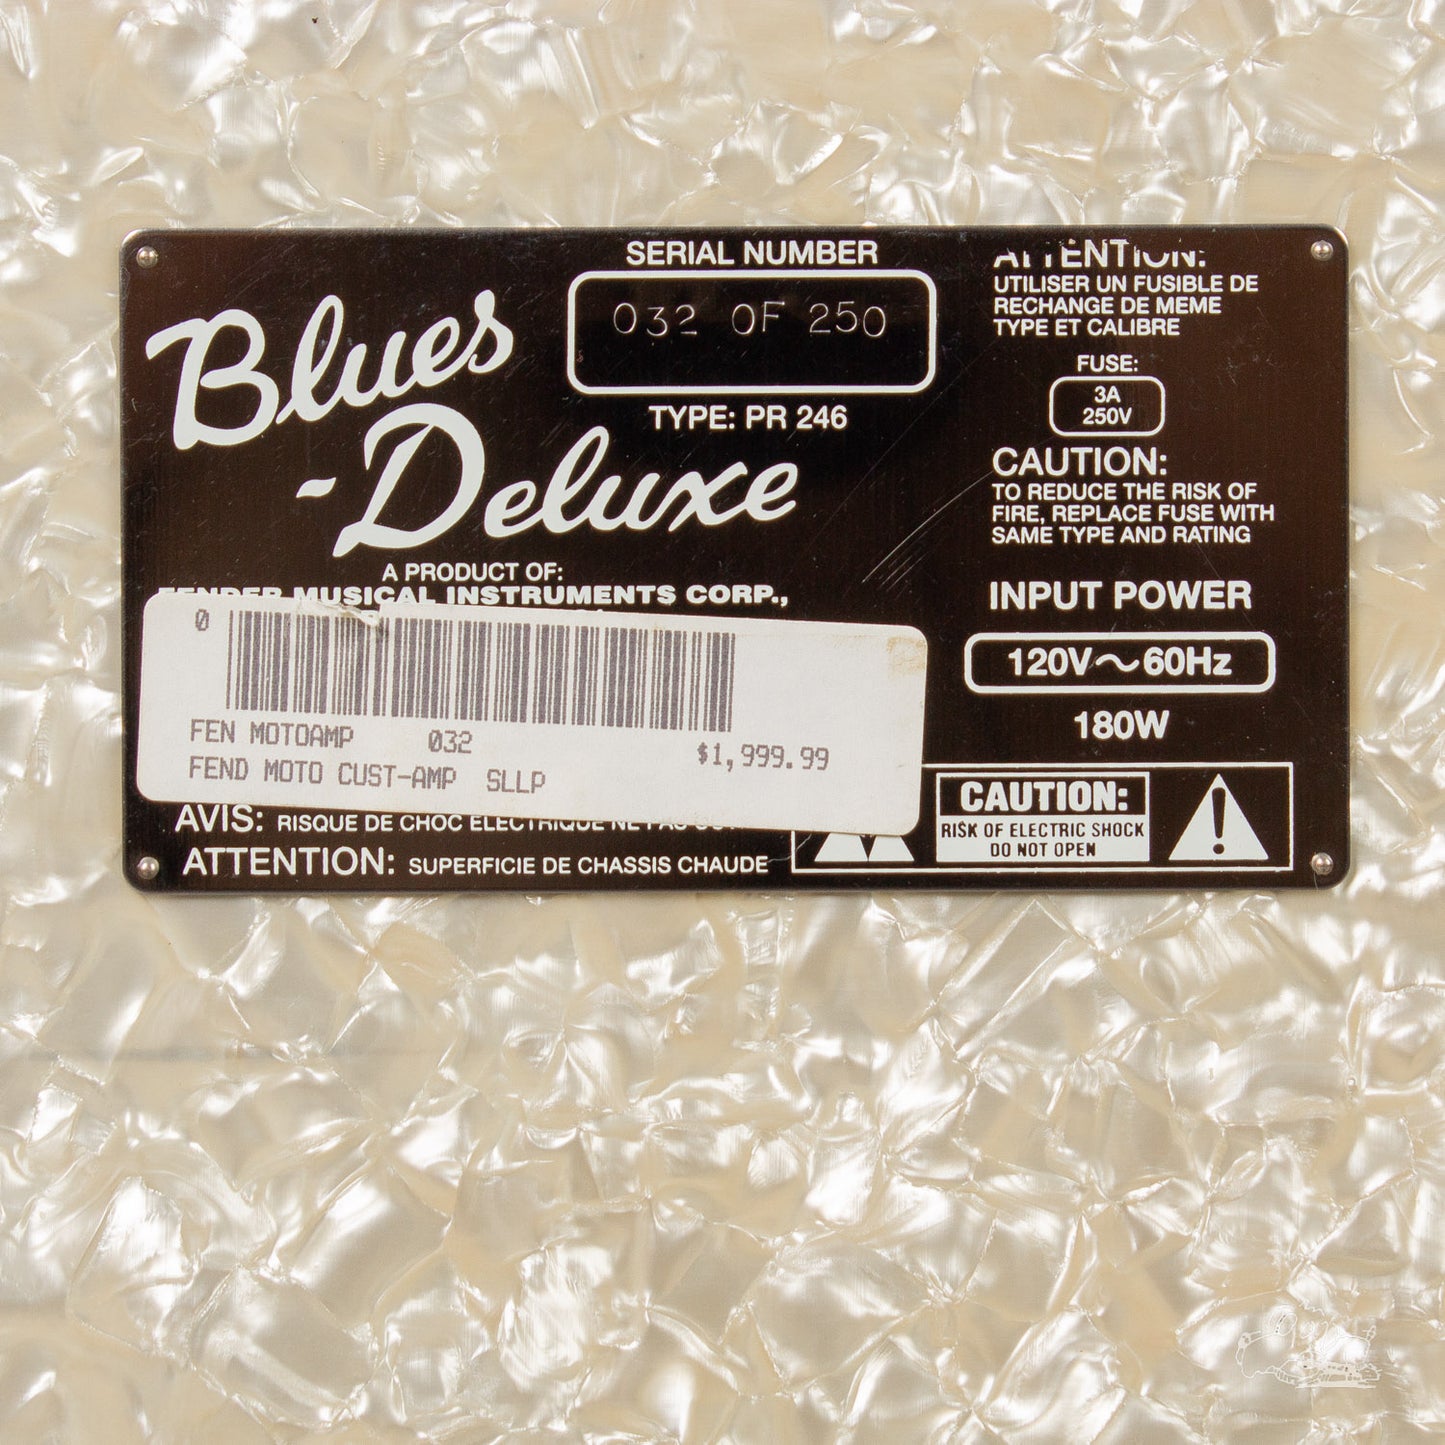 Blues
-Deluxe
SERIAL NUMBER
032 OF 250
TYPE: PR 246
A PRODUCT OF:
FENDER MUSICAL INSTRUMENTS CORP.,
0
FEN MOTOAMP 032
$1,999.99
FEND MOTO CUST-AMP SLLP
AVIS: RISQUE DE CHOC ELECTRIQUE NE PAS
ATTENTION: SUPERFICIE DE CHASSIS CHAUDE
ATTENTION:
UTILISER UN FUSIBLE DE
RECHANGE DE MEME
TYPE ET CALIBRE
FUSE:
3A
250V
CAUTION:
TO REDUCE THE RISK OF
FIRE, REPLACE FUSE WITH
SAME TYPE AND RATING
INPUT POWER
120V~60Hz
180W
CAUTION:
RISK OF ELECTRIC SHOCK
DO NOT OPEN
!